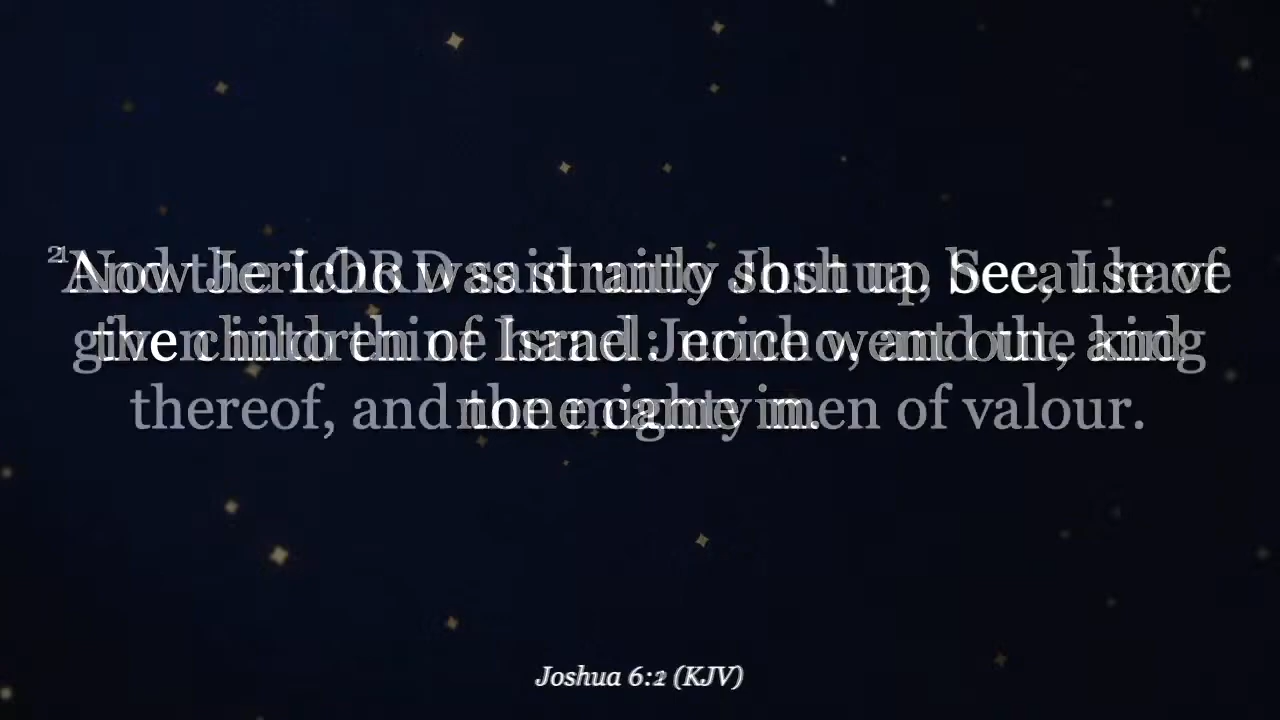 1 Now Jericho was straitly shut up because of
the children of Israel: none went out, and
none came in.
2 And the LORD said unto Joshua, See, I have
given into thine hand Jericho, and the king
thereof, and the mighty men of valour.
Joshua 6:2 (KJV)